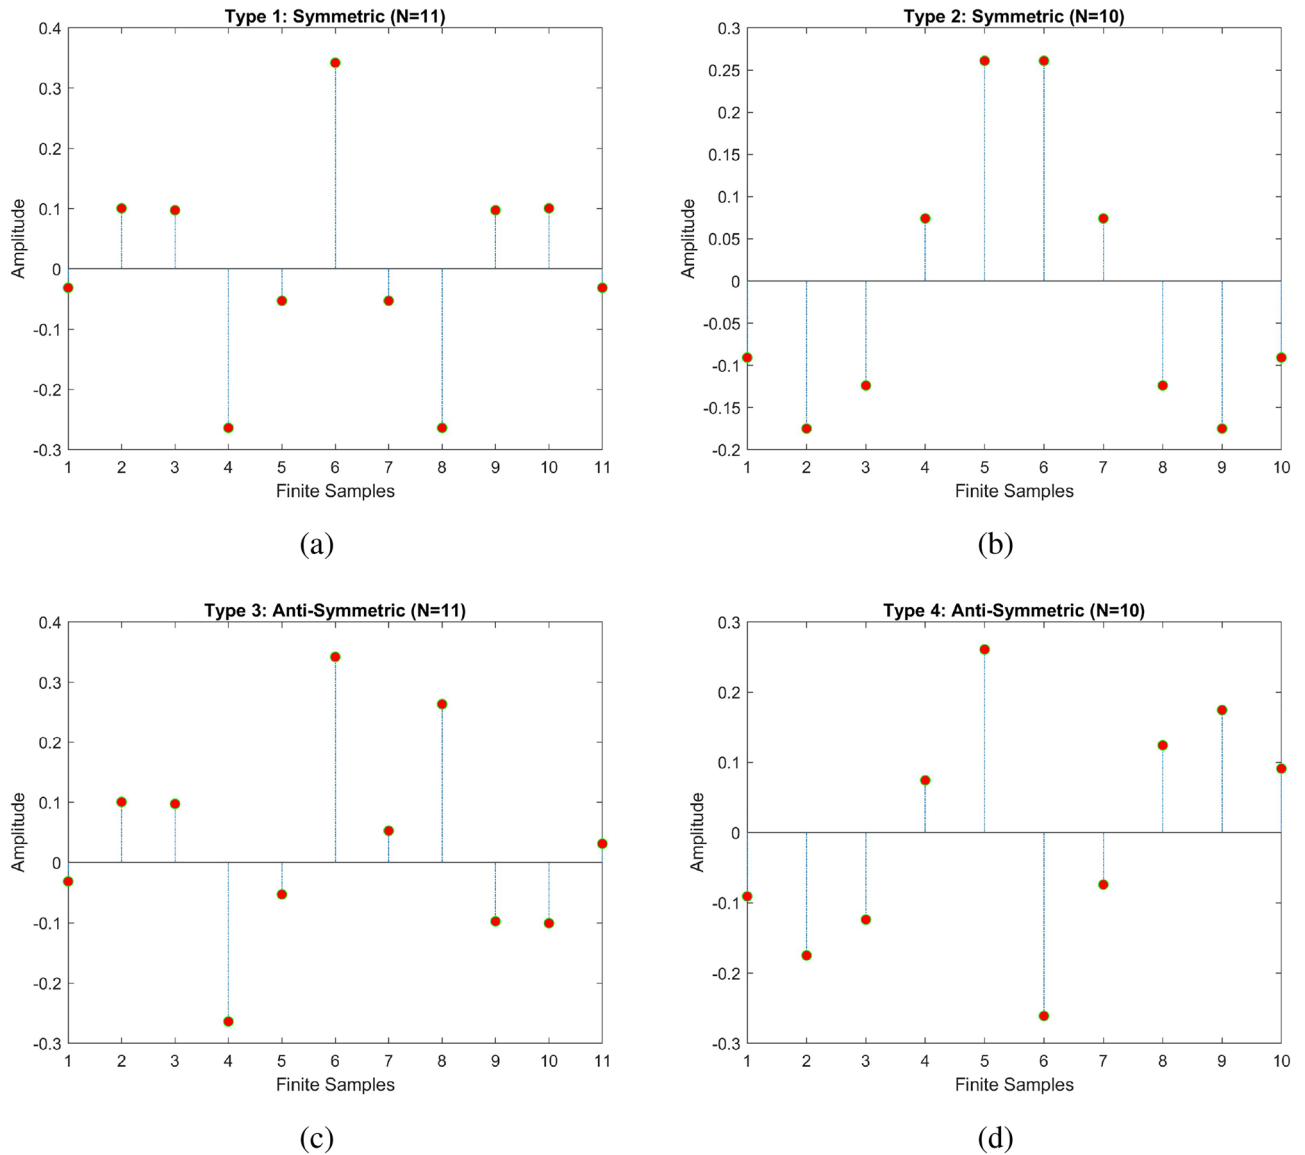 Type 1: Symmetric (N=11)
0.4
0.3
0.2
0.1
0
-0.1
-0.2
-0.3
Amplitude
1 2 3 4 5 6 7 8 9 10 11
Finite Samples
(a)
Type 2: Symmetric (N=10)
0.3
0.25
0.2
0.15
0.1
0.05
0
-0.05
-0.1
-0.15
-0.2
Amplitude
1 2 3 4 5 6 7 8 9 10
Finite Samples
(b)
Type 3: Anti-Symmetric (N=11)
0.4
0.3
0.2
0.1
0
-0.1
-0.2
-0.3
Amplitude
1 2 3 4 5 6 7 8 9 10 11
Finite Samples
(c)
Type 4: Anti-Symmetric (N=10)
0.3
0.2
0.1
0
-0.1
-0.2
-0.3
Amplitude
1 2 3 4 5 6 7 8 9 10
Finite Samples
(d)